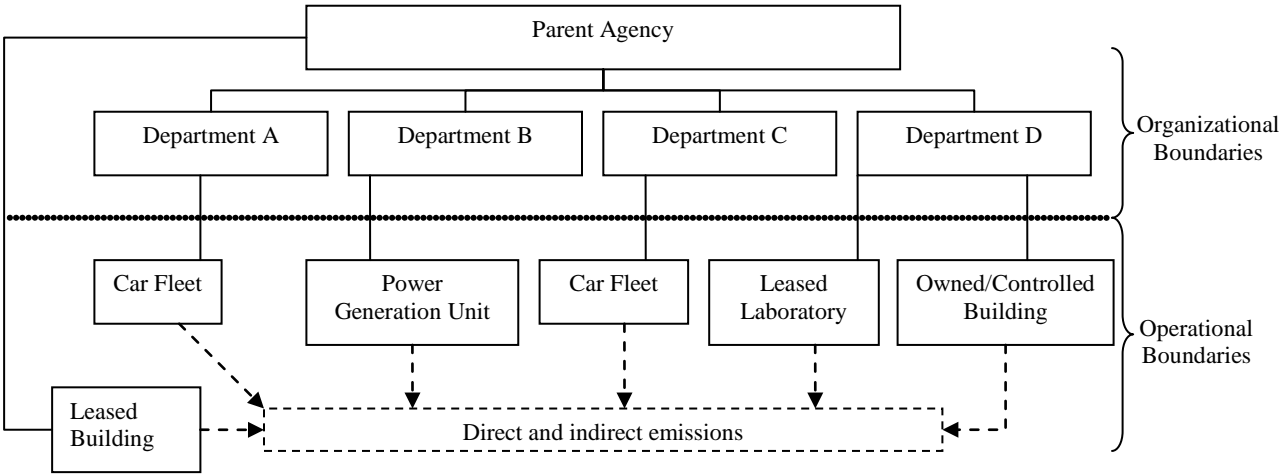 Parent Agency
Department A
Department B
Department C
Department D
Organizational
Boundaries
Car Fleet
Power
Generation Unit
Car Fleet
Leased
Laboratory
Owned/Controlled
Building
Operational
Boundaries
Leased
Building
Direct and indirect emissions